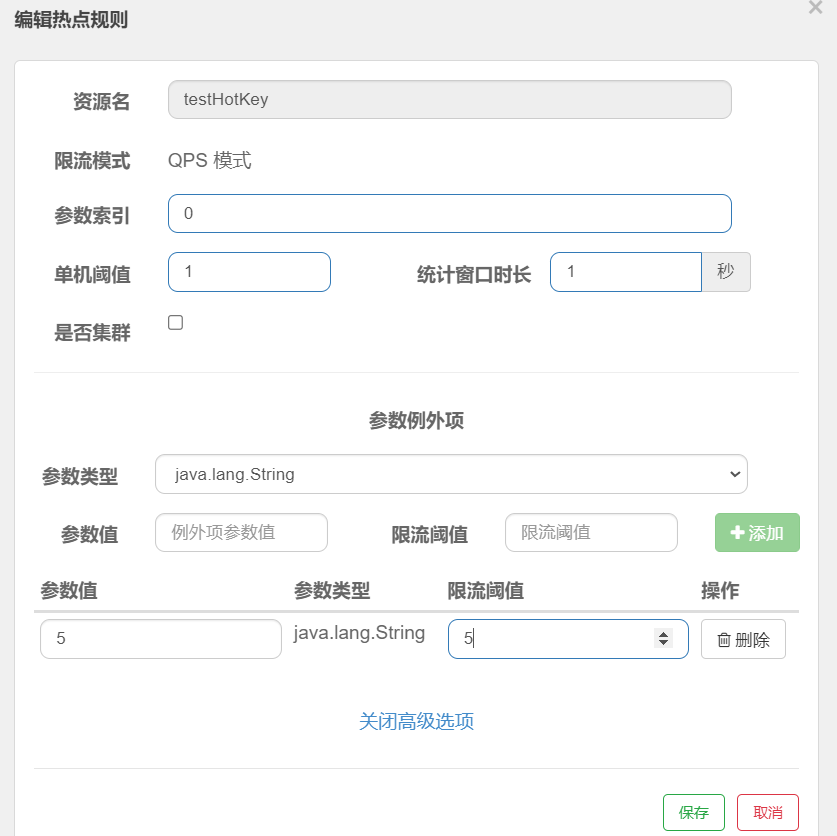 编辑热点规则
资源名 testHotKey
限流模式 QPS 模式
参数索引 0
单机阈值 1 统计窗口时长 1 秒
是否集群
参数例外项
参数类型 java.lang.String
参数值 例外项参数值 限流阈值 限流阈值 添加
参数值 参数类型 限流阈值 操作
5 java.lang.String 5 删除
关闭高级选项
保存 取消